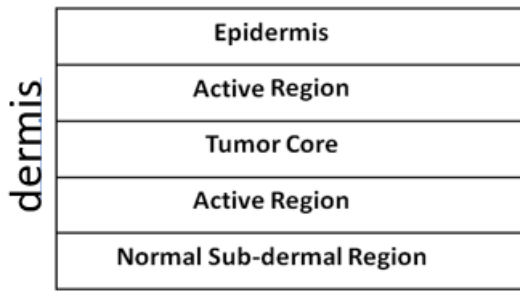 dermis
Epidermis
Active Region
Tumor Core
Active Region
Normal Sub-dermal Region